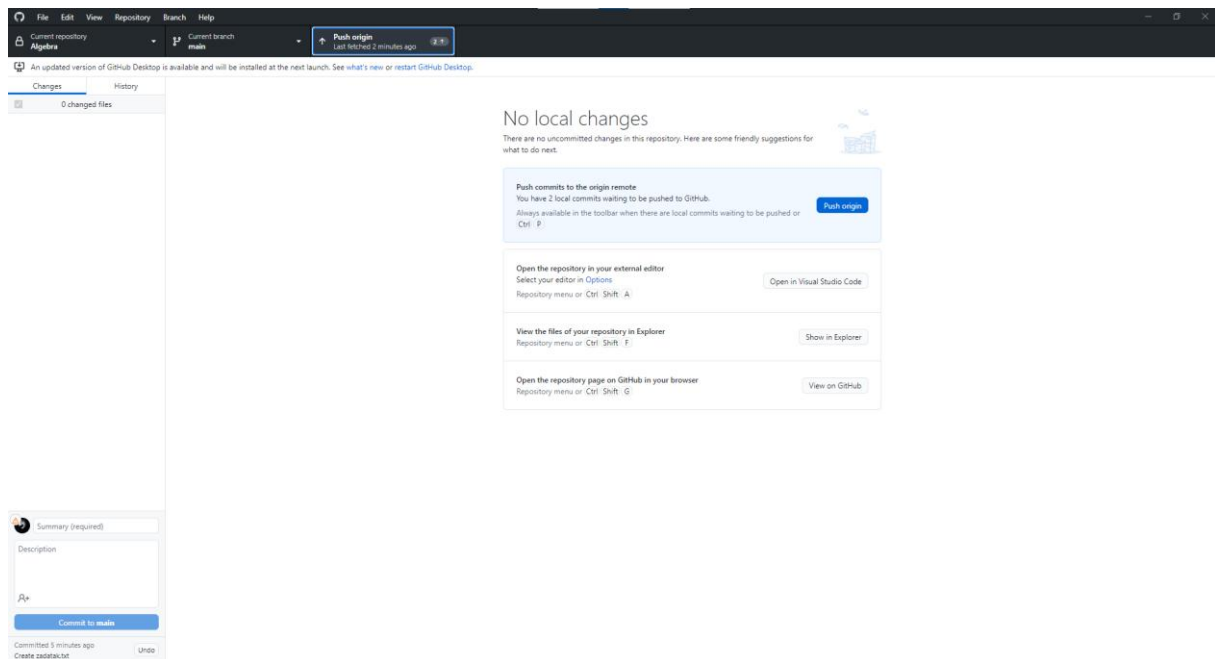 File Edit View Repository Branch Help
Current repository
Algebra
Current branch
main
Push origin
Last fetched 2 minutes ago
2
An updated version of GitHub Desktop is available and will be installed at the next launch. See what's new or restart GitHub Desktop.
Changes History
0 changed files
No local changes
There are no uncommitted changes in this repository. Here are some friendly suggestions for
what to do next.
Push commits to the origin remote
You have 2 local commits waiting to be pushed to GitHub.
Always available in the toolbar when there are local commits waiting to be pushed or
Ctrl P
Push origin
Open the repository in your external editor
Select your editor in Options
Repository menu or Ctrl Shift A
Open in Visual Studio Code
View the files of your repository in Explorer
Repository menu or Ctrl Shift F
Show in Explorer
Open the repository page on GitHub in your browser
Repository menu or Ctrl Shift G
View on GitHub
Summary (required)
Description
Commit to main
Committed 5 minutes ago
Create zadatak.txt
Undo